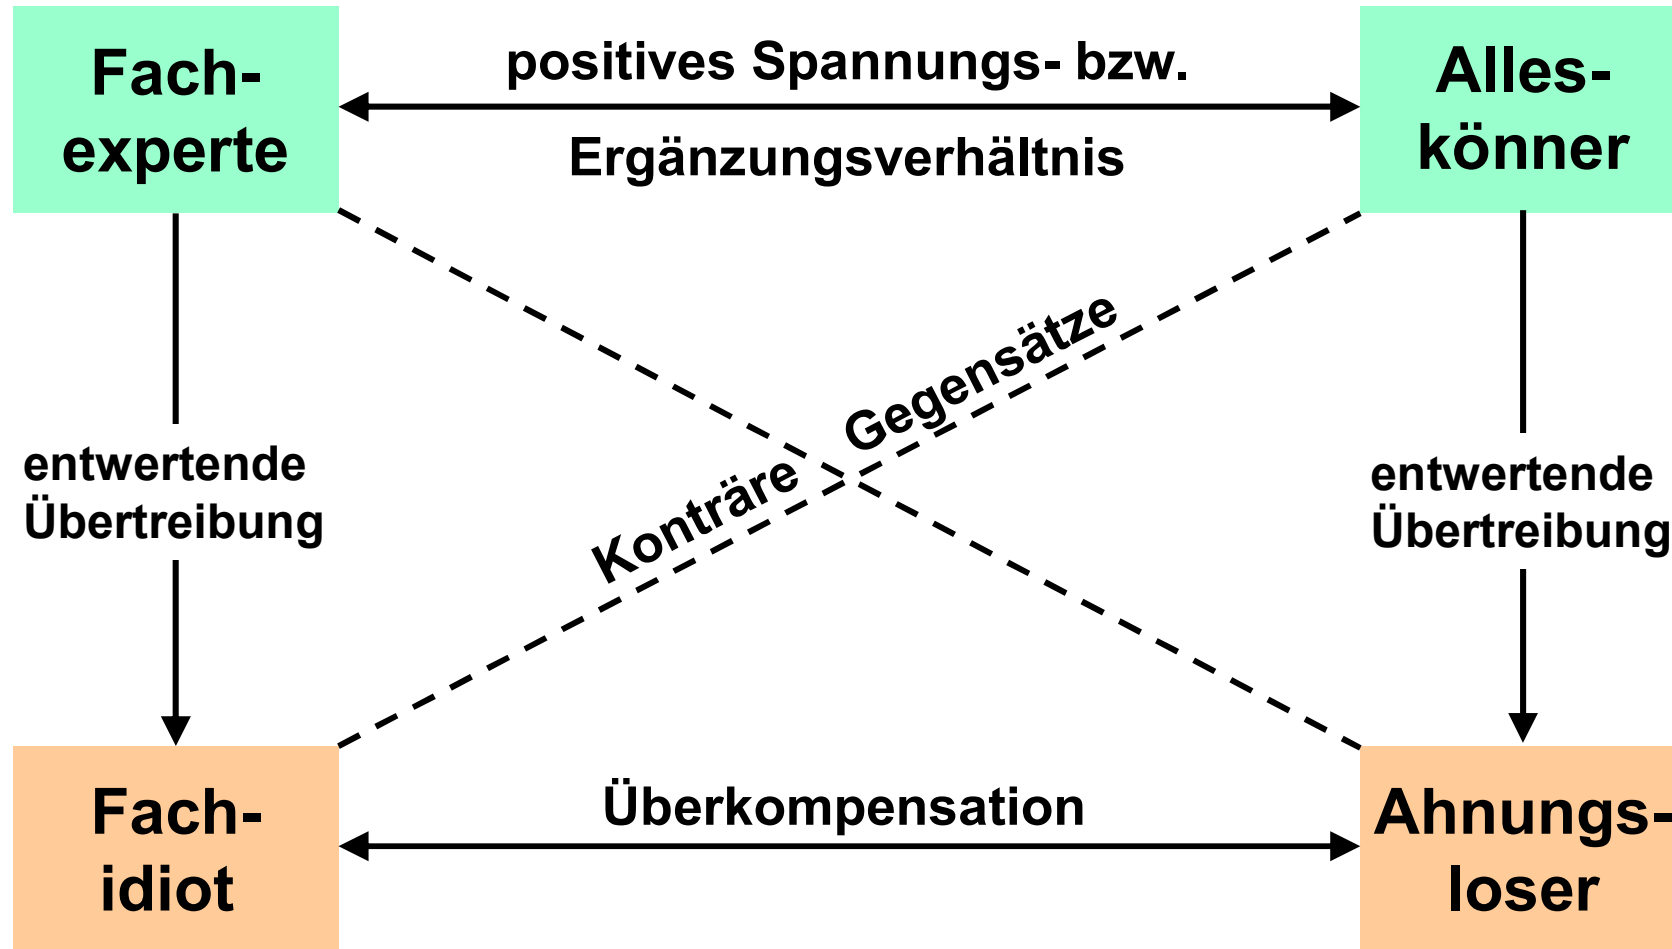 Fach-
experte
positives Spannungs- bzw.
Ergänzungsverhältnis
Alles-
könner
Konträre Gegensätze
entwertende
Übertreibung
entwertende
Übertreibung
Fach-
idiot
Überkompensation
Ahnungs-
loser